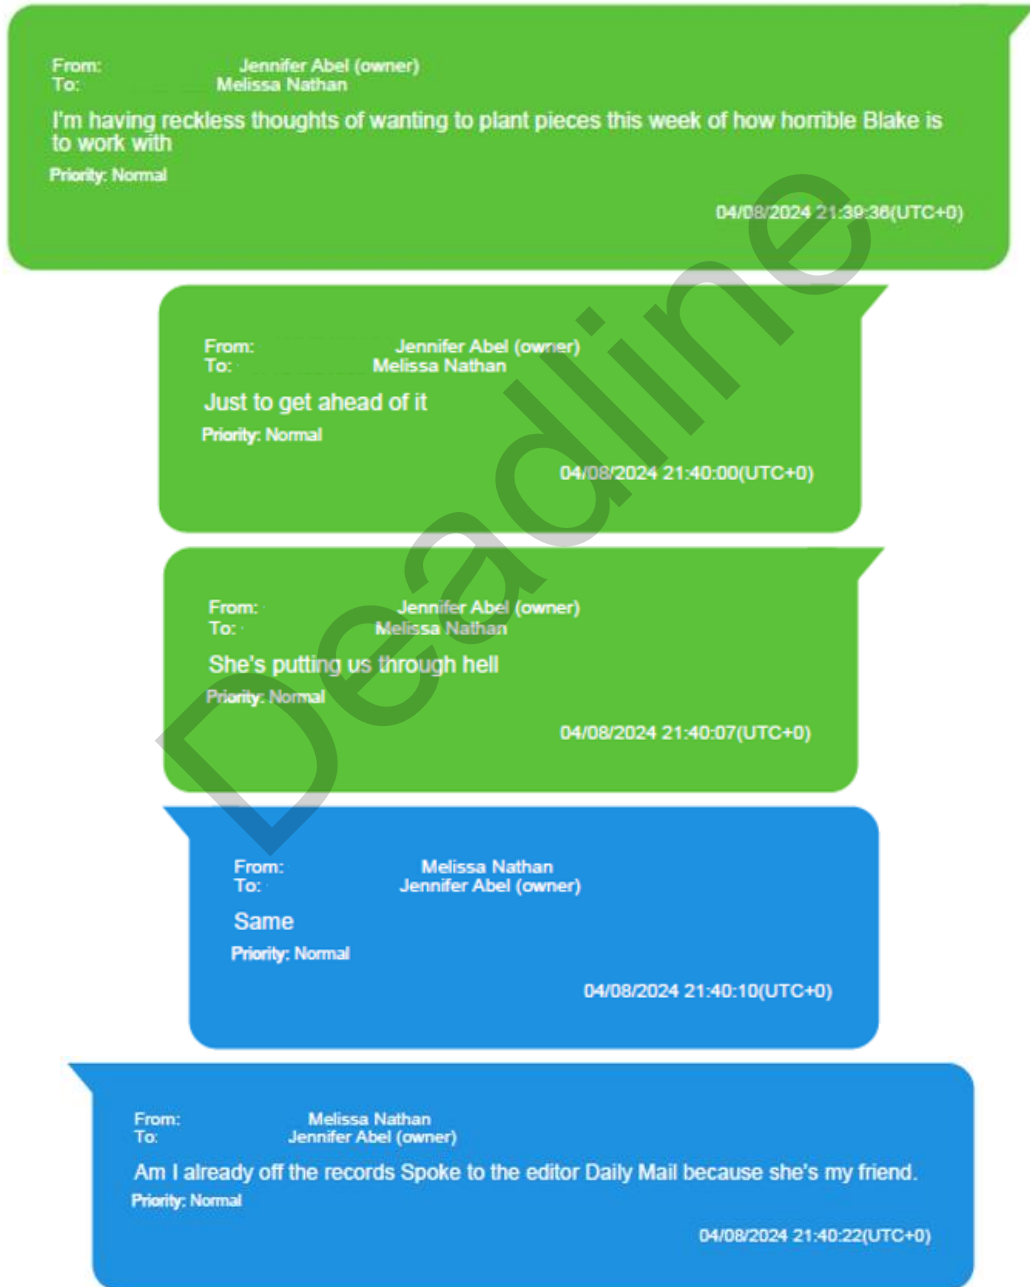 From: Jennifer Abel (owner)
To: Melissa Nathan
I'm having reckless thoughts of wanting to plant pieces this week of how horrible Blake is
to work with
Priority: Normal
04/08/2024 21:39:36(UTC+0)
From: Jennifer Abel (owner)
To: Melissa Nathan
Just to get ahead of it
Priority: Normal
04/08/2024 21:40:00(UTC+0)
From: Jennifer Abel (owner)
To: Melissa Nathan
She's putting us through hell
Priority: Normal
04/08/2024 21:40:07(UTC+0)
From: Melissa Nathan
To: Jennifer Abel (owner)
Same
Priority: Normal
04/08/2024 21:40:10(UTC+0)
From: Melissa Nathan
To: Jennifer Abel (owner)
Am I already off the records Spoke to the editor Daily Mail because she's my friend.
Priority: Normal
04/08/2024 21:40:22(UTC+0)
Deadline